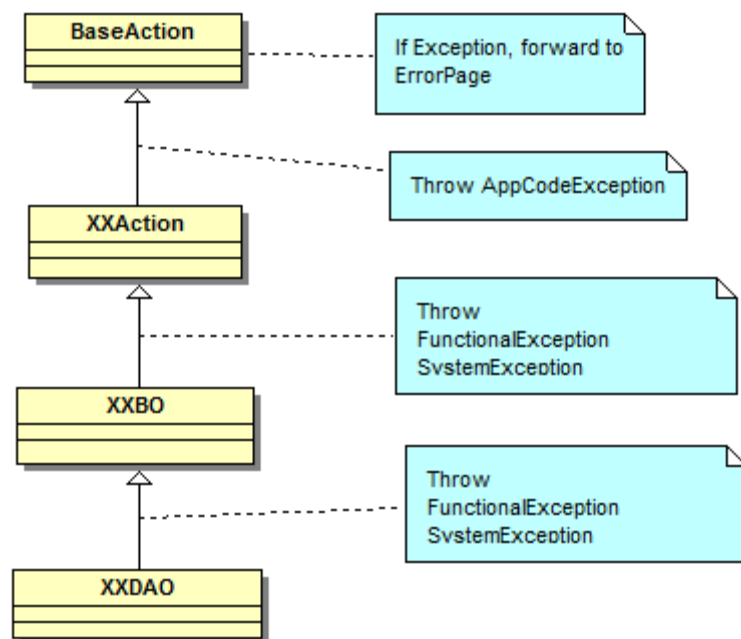 BaseAction
If Exception, forward to
ErrorPage
Throw AppCodeException
XXAction
Throw
FunctionalException
SystemException
XXBO
Throw
FunctionalException
SystemException
XXDAO